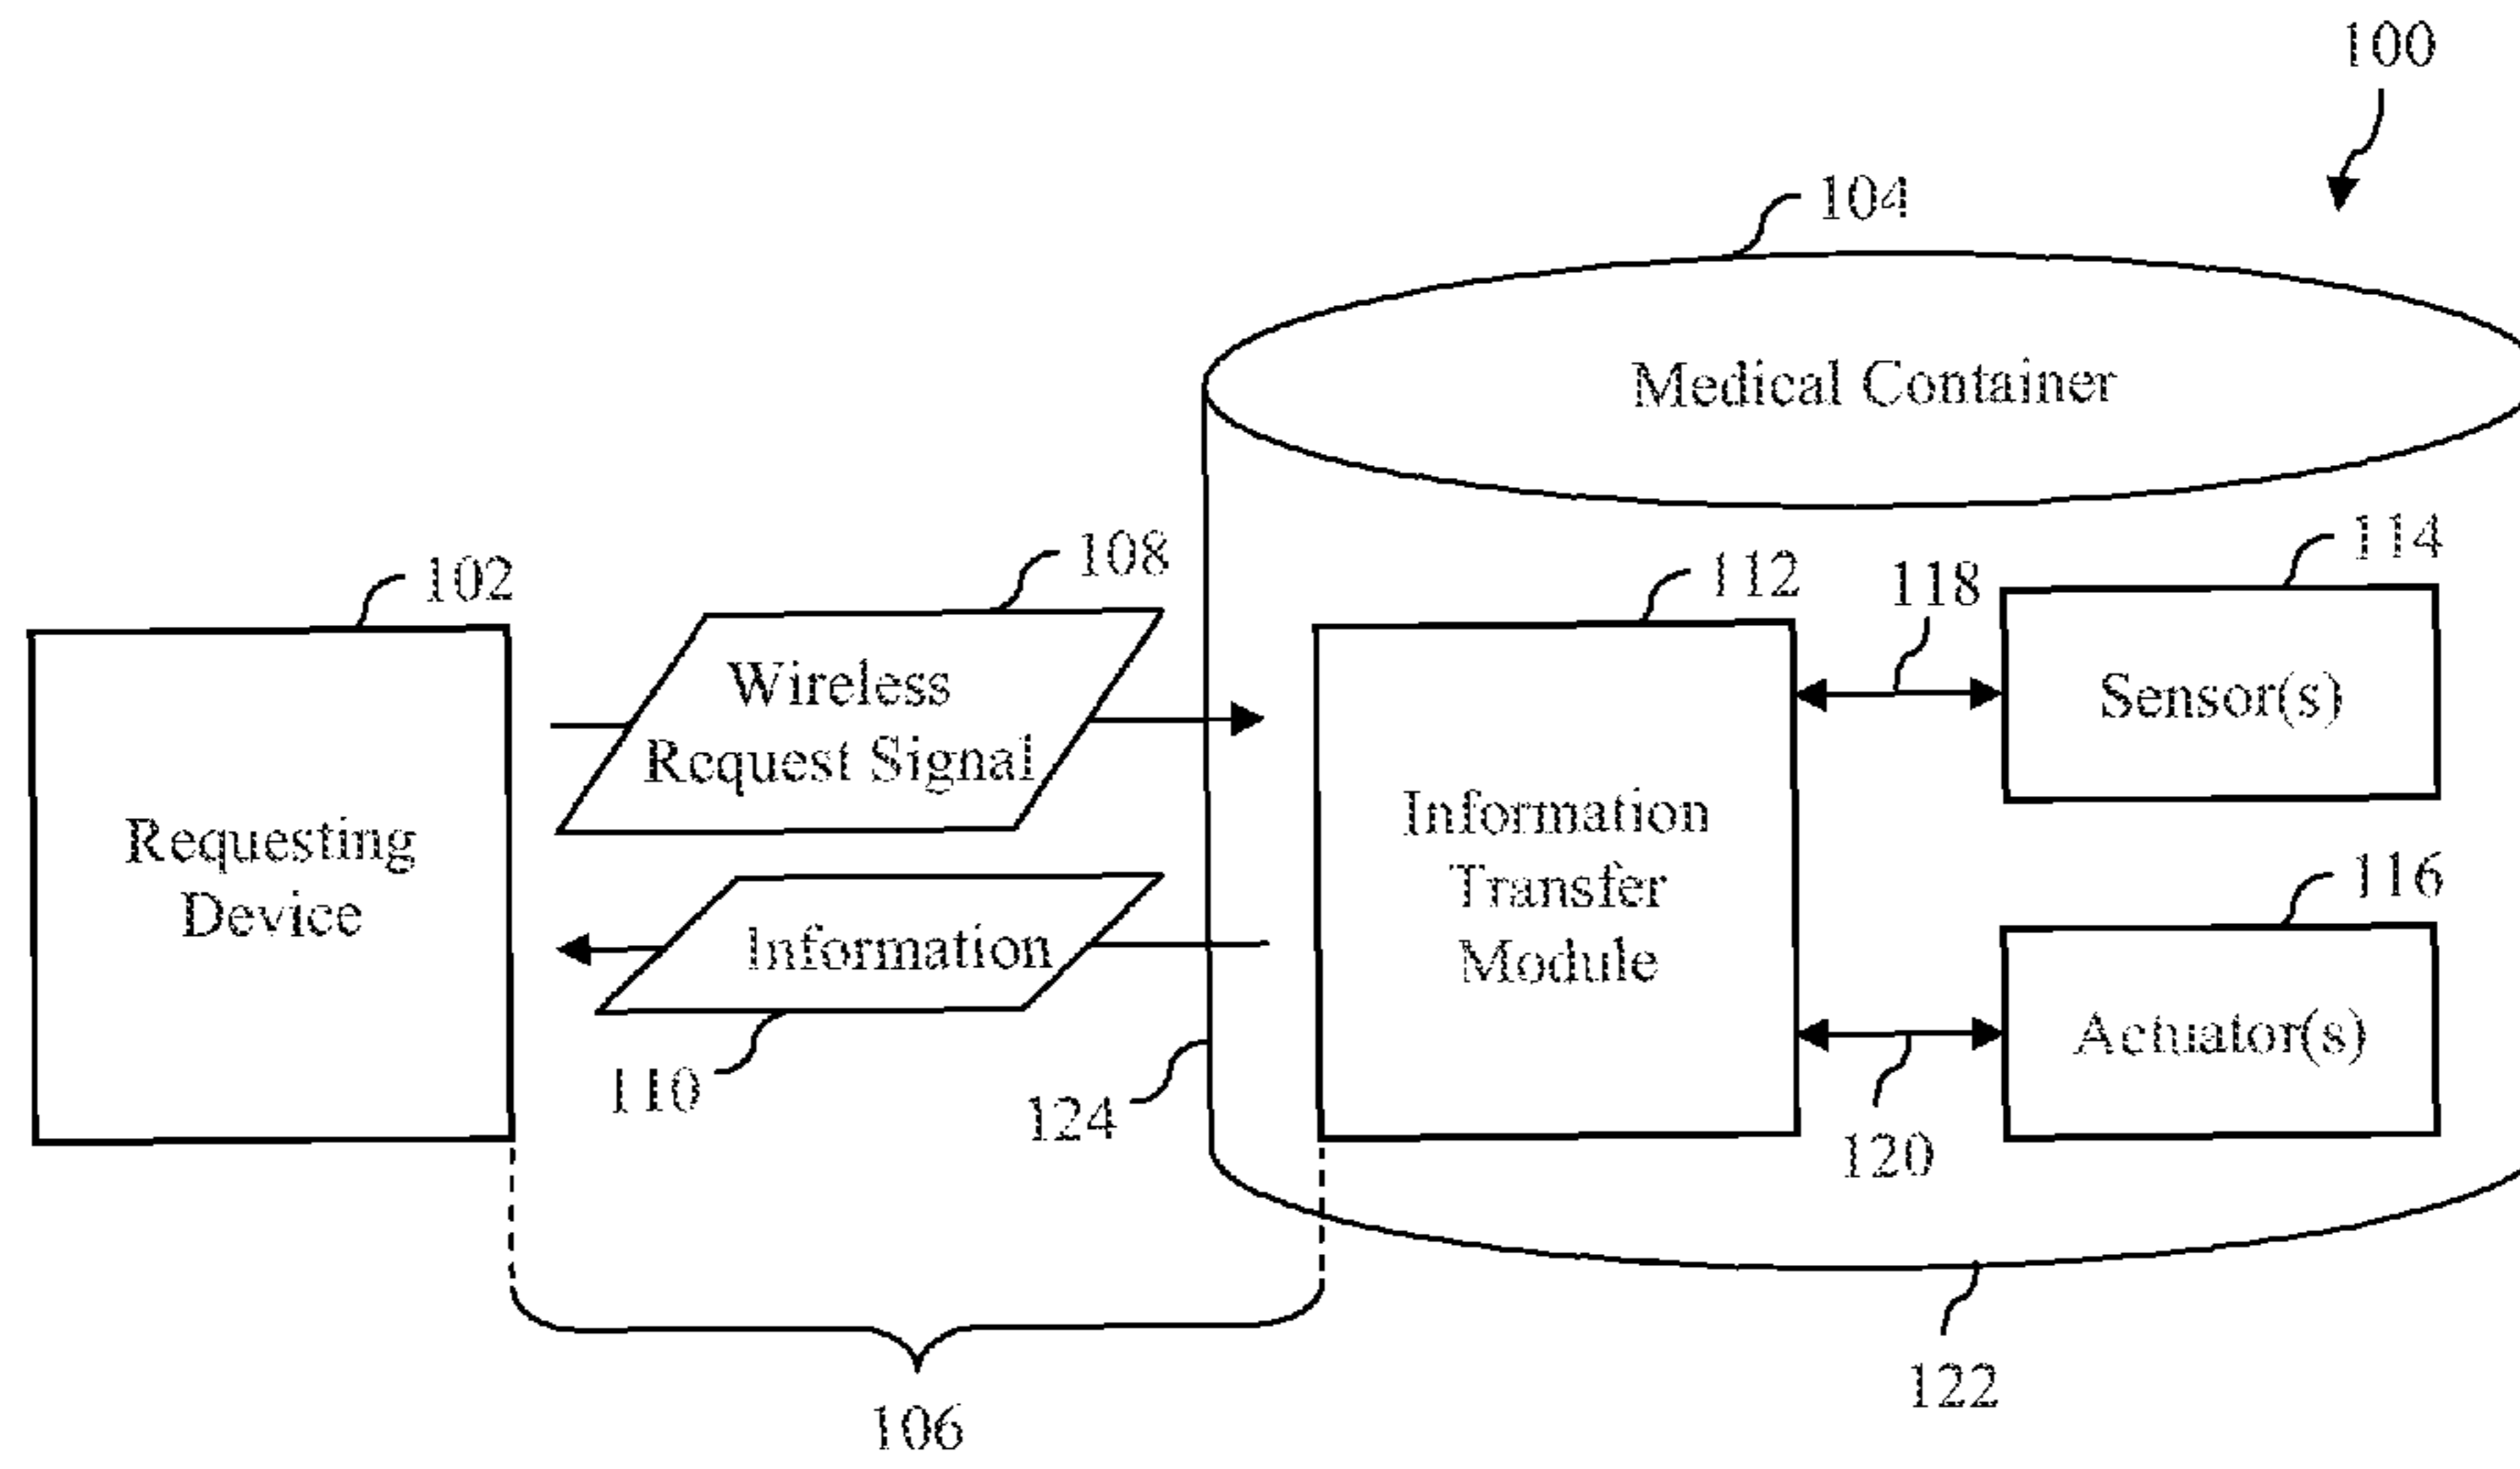 100
104
Medical Container
102
108
112
118
114
Wireless
Request Signal
Sensor(s)
Requesting
Device
Information
Transfer
Module
Information
116
Actuator(s)
110
124
120
106
122